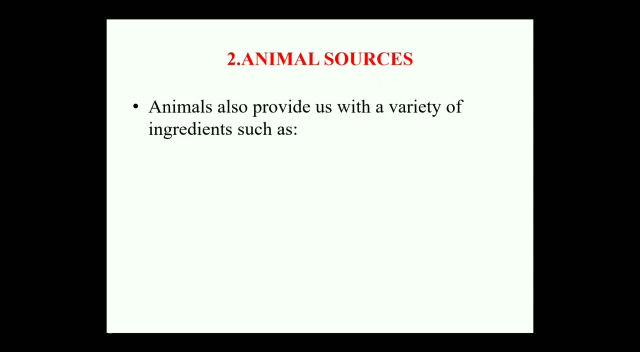 2.ANIMAL SOURCES
• Animals also provide us with a variety of
ingredients such as: